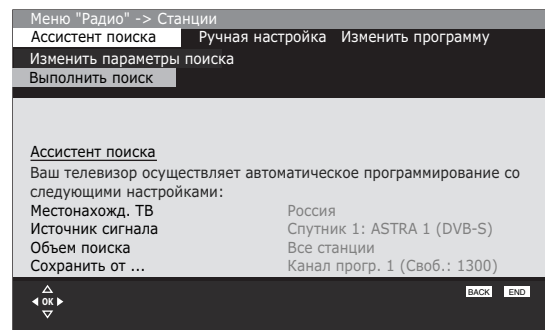 Меню "Радио" -> Станции
Ассистент поиска Ручная настройка Изменить программу
Изменить параметры поиска
Выполнить поиск
Ассистент поиска
Ваш телевизор осуществляет автоматическое программирование со
следующими настройками:
Местонахожд. ТВ Россия
Источник сигнала Спутник 1: ASTRA 1 (DVB-S)
Объем поиска Все станции
Сохранить от ... Канал прогр. 1 (Своб.: 1300)
OK BACK END